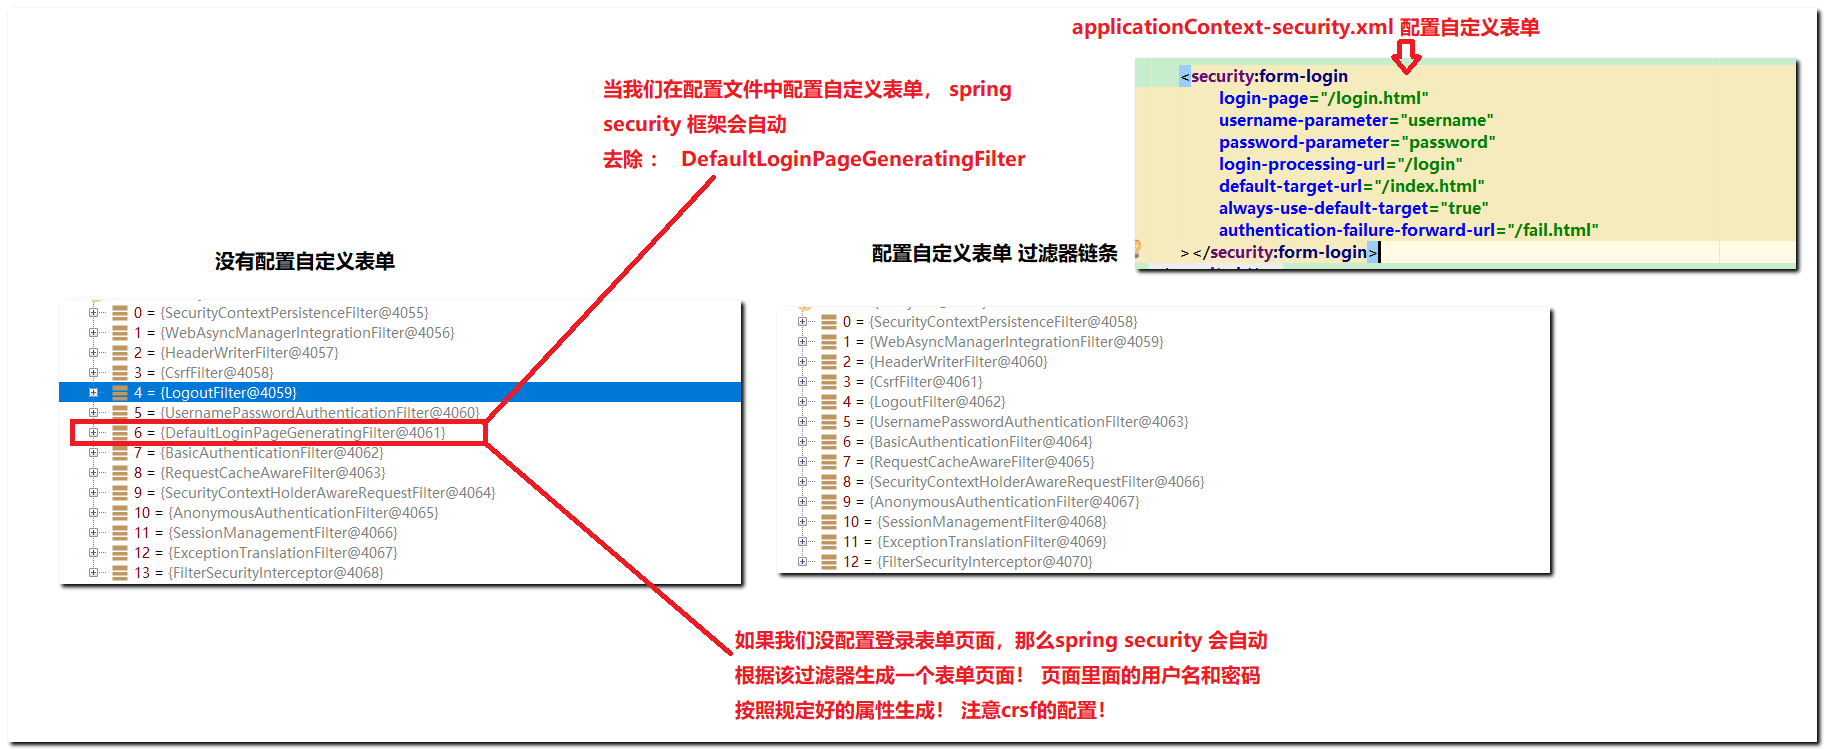 applicationContext-security.xml 配置自定义表单
<security:form-login
login-page="/login.html"
username-parameter="username"
password-parameter="password"
login-processing-url="/login"
default-target-url="/index.html"
always-use-default-target="true"
authentication-failure-forward-url="/fail.html"
></security:form-login>
当我们在配置文件中配置自定义表单， spring
security 框架会自动
去除： DefaultLoginPageGeneratingFilter
没有配置自定义表单
0 = {SecurityContextPersistenceFilter@4055}
1 = {WebAsyncManagerIntegrationFilter@4056}
2 = {HeaderWriterFilter@4057}
3 = {CsrfFilter@4058}
4 = {LogoutFilter@4059}
5 = {UsernamePasswordAuthenticationFilter@4060}
6 = {DefaultLoginPageGeneratingFilter@4061}
7 = {BasicAuthenticationFilter@4062}
8 = {RequestCacheAwareFilter@4063}
9 = {SecurityContextHolderAwareRequestFilter@4064}
10 = {AnonymousAuthenticationFilter@4065}
11 = {SessionManagementFilter@4066}
12 = {ExceptionTranslationFilter@4067}
13 = {FilterSecurityInterceptor@4068}
配置自定义表单 过滤器链条
0 = {SecurityContextPersistenceFilter@4058}
1 = {WebAsyncManagerIntegrationFilter@4059}
2 = {HeaderWriterFilter@4060}
3 = {CsrfFilter@4061}
4 = {LogoutFilter@4062}
5 = {UsernamePasswordAuthenticationFilter@4063}
6 = {BasicAuthenticationFilter@4064}
7 = {RequestCacheAwareFilter@4065}
8 = {SecurityContextHolderAwareRequestFilter@4066}
9 = {AnonymousAuthenticationFilter@4067}
10 = {SessionManagementFilter@4068}
11 = {ExceptionTranslationFilter@4069}
12 = {FilterSecurityInterceptor@4070}
如果我们没配置登录表单页面，那么spring security 会自动
根据该过滤器生成一个表单页面！ 页面里面的用户名和密码
按照规定好的属性生成！ 注意crsf的配置！